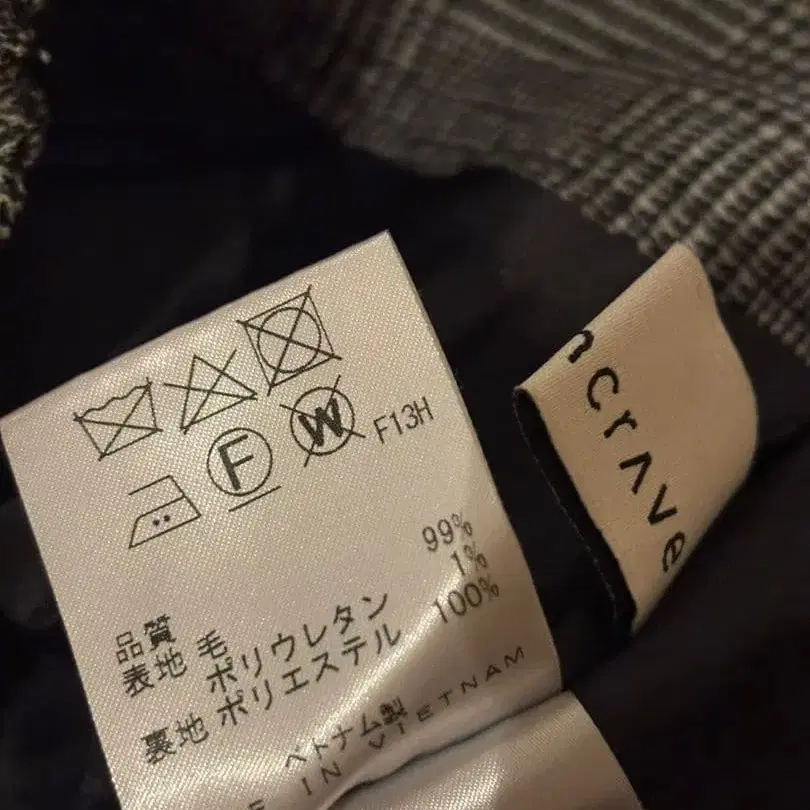 F W F13H
品質
表地 毛 99%
ポリウレタン 1%
裏地 ポリエステル 100%
ベトナム製
IN VIETNAM
ncrave